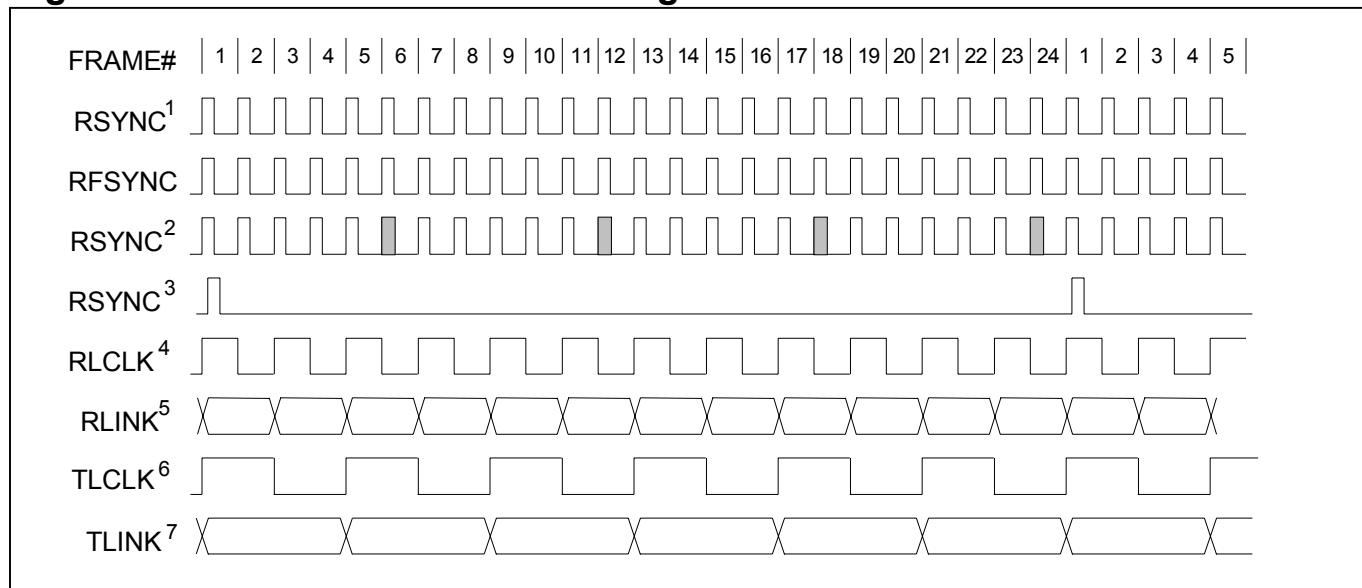 FRAME# 1 2 3 4 5 6 7 8 9 10 11 12 13 14 15 16 17 18 19 20 21 22 23 24 1 2 3 4 5
RSYNC1
RFSYNC
RSYNC2
RSYNC3
RLCLK4
RLINK5
TLCLK6
TLINK7